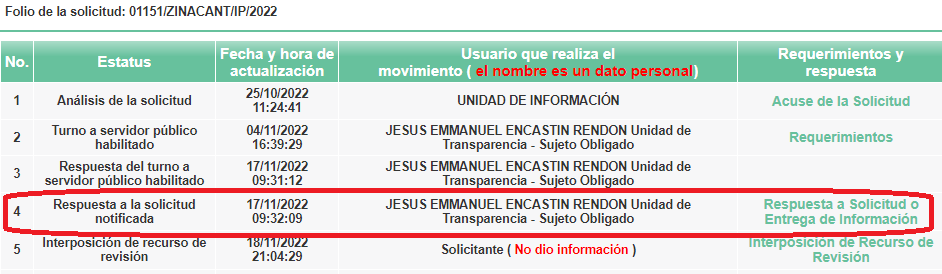 Folio de la solicitud: 01151/ZINACANT/IP/2022
No. Estatus Fecha y hora de actualización Usuario que realiza el movimiento ( el nombre es un dato personal) Requerimientos y respuesta
1 Análisis de la solicitud 25/10/2022 11:24:41 UNIDAD DE INFORMACIÓN Acuse de la Solicitud
2 Turno a servidor público habilitado 04/11/2022 16:39:29 JESUS EMMANUEL ENCASTIN RENDON Unidad de Transparencia - Sujeto Obligado Requerimientos
3 Respuesta del turno a servidor público habilitado 17/11/2022 09:31:12 JESUS EMMANUEL ENCASTIN RENDON Unidad de Transparencia - Sujeto Obligado
4 Respuesta a la solicitud notificada 17/11/2022 09:32:09 JESUS EMMANUEL ENCASTIN RENDON Unidad de Transparencia - Sujeto Obligado Respuesta a Solicitud o Entrega de Información
5 Interposición de recurso de revisión 18/11/2022 21:04:29 Solicitante ( No dio información ) Interposición de Recurso de Revisión